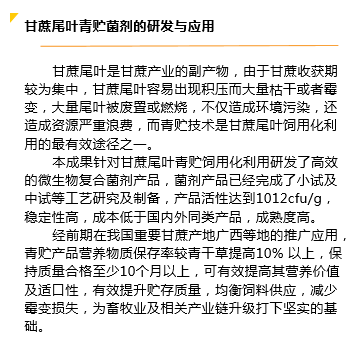 甘蔗尾叶青贮菌剂的研发与应用
甘蔗尾叶是甘蔗产业的副产物，由于甘蔗收获期
较为集中，甘蔗尾叶容易出现积压而大量枯干或者霉
变，大量尾叶被废置或燃烧，不仅造成环境污染，还
造成资源严重浪费，而青贮技术是甘蔗尾叶饲用化利
用的最有效途径之一。
本成果针对甘蔗尾叶青贮饲用化利用研发了高效
的微生物复合菌剂产品，菌剂产品已经完成了小试及
中试等工艺研究及制备，产品活性达到1012cfu/g，
稳定性高，成本低于国内外同类产品，成熟度高。
经前期在我国重要甘蔗产地广西等地的推广应用，
青贮产品营养物质保存率较青干草提高10% 以上，保
持质量合格至少10个月以上，可有效提高其营养价值
及适口性，有效提升贮存质量，均衡饲料供应，减少
霉变损失，为畜牧业及相关产业链升级打下坚实的基
础。